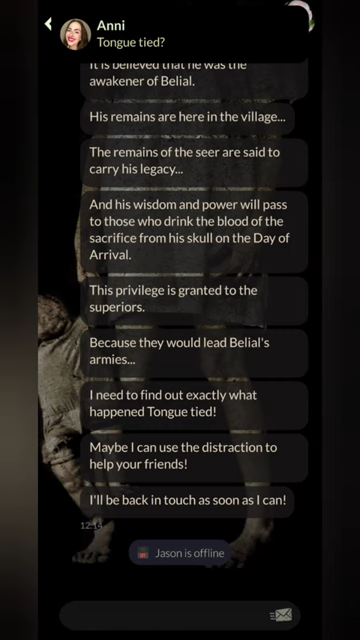 Anni
Tongue tied?
It is believed that he was the
awakener of Belial.
His remains are here in the village...
The remains of the seer are said to
carry his legacy...
And his wisdom and power will pass
to those who drink the blood of the
sacrifice from his skull on the Day of
Arrival.
This privilege is granted to the
superiors.
Because they would lead Belial's
armies...
I need to find out exactly what
happened Tongue tied!
Maybe I can use the distraction to
help your friends!
I'll be back in touch as soon as I can!
12:14
Jason is offline